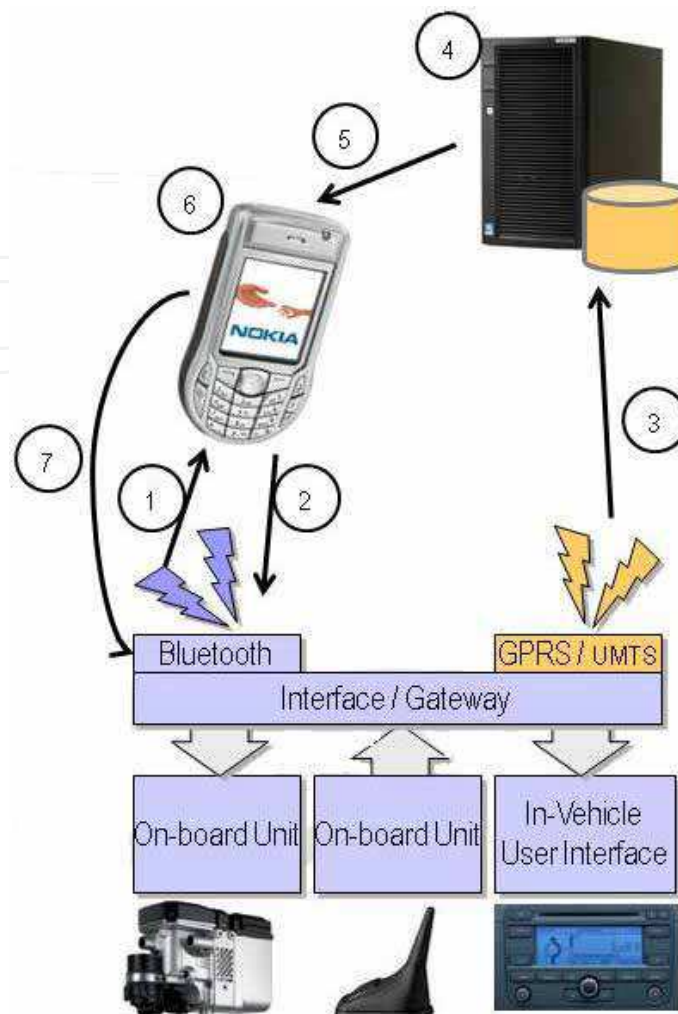 4
5
6
NOKIA
3
7
1
2
Bluetooth
GPRS / UMTS
Interface / Gateway
On-board Unit
On-board Unit
In-Vehicle
User Interface